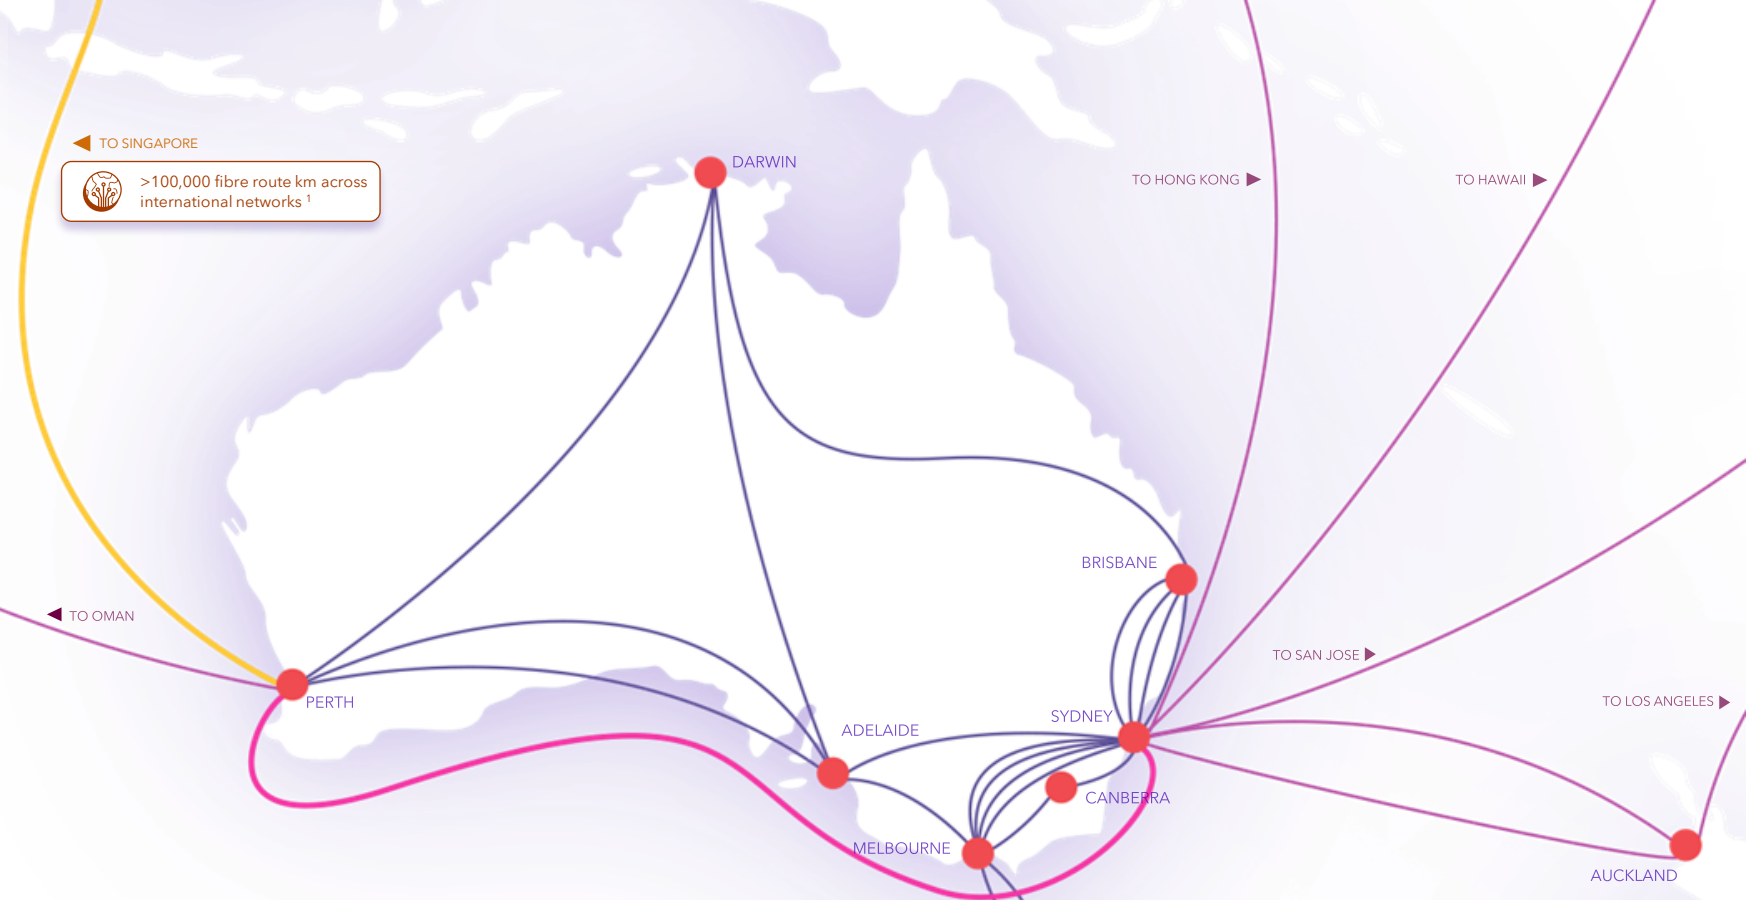 TO SINGAPORE
>100,000 fibre route km across
international networks ¹
DARWIN
TO HONG KONG
TO HAWAII
BRISBANE
TO OMAN
TO SAN JOSE
PERTH
TO LOS ANGELES
SYDNEY
ADELAIDE
CANBERRA
MELBOURNE
AUCKLAND